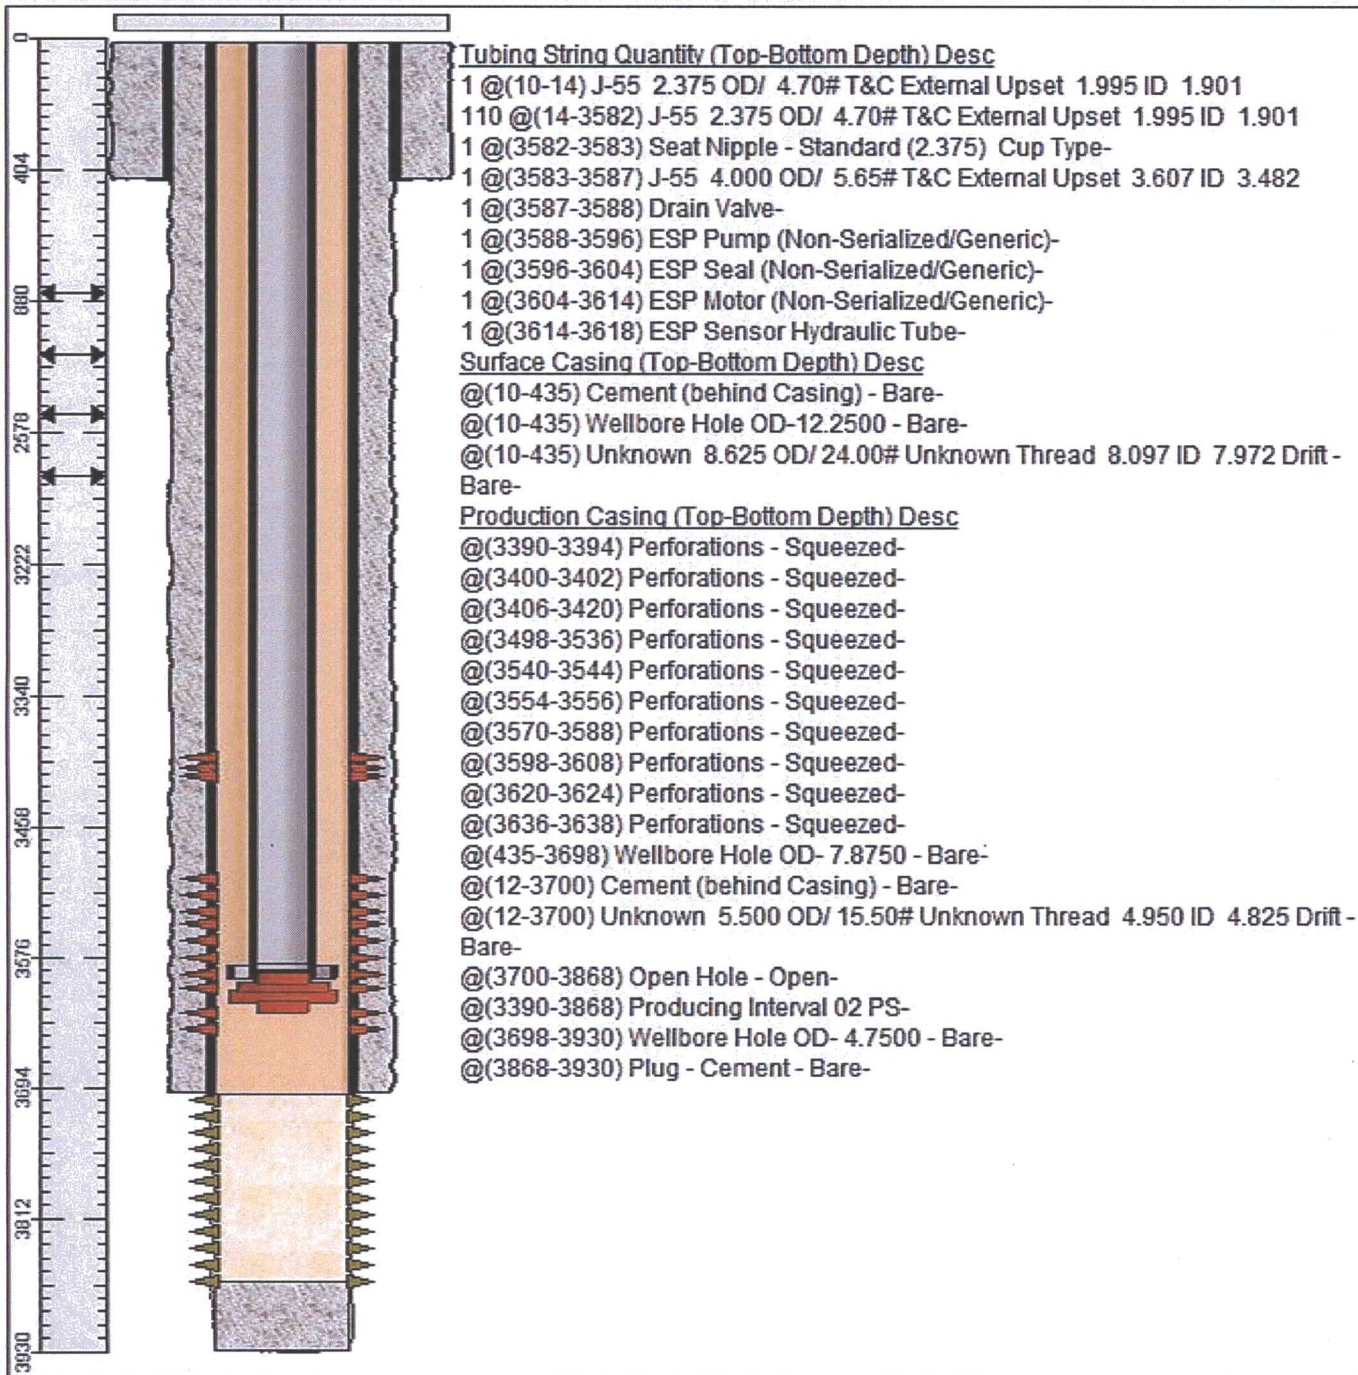 0
404
880
2578
3222
3340
3458
3576
3694
3812
3930
Tubing String Quantity (Top-Bottom Depth) Desc
1 @(10-14) J-55 2.375 OD/ 4.70# T&C External Upset 1.995 ID 1.901
110 @(14-3582) J-55 2.375 OD/ 4.70# T&C External Upset 1.995 ID 1.901
1 @(3582-3583) Seat Nipple - Standard (2.375) Cup Type-
1 @(3583-3587) J-55 4.000 OD/ 5.65# T&C External Upset 3.607 ID 3.482
1 @(3587-3588) Drain Valve-
1 @(3588-3596) ESP Pump (Non-Serialized/Generic)-
1 @(3596-3604) ESP Seal (Non-Serialized/Generic)-
1 @(3604-3614) ESP Motor (Non-Serialized/Generic)-
1 @(3614-3618) ESP Sensor Hydraulic Tube-
Surface Casing (Top-Bottom Depth) Desc
@(10-435) Cement (behind Casing) - Bare-
@(10-435) Wellbore Hole OD-12.2500 - Bare-
@(10-435) Unknown 8.625 OD/ 24.00# Unknown Thread 8.097 ID 7.972 Drift -
Bare-
Production Casing (Top-Bottom Depth) Desc
@(3390-3394) Perforations - Squeezed-
@(3400-3402) Perforations - Squeezed-
@(3406-3420) Perforations - Squeezed-
@(3498-3536) Perforations - Squeezed-
@(3540-3544) Perforations - Squeezed-
@(3554-3556) Perforations - Squeezed-
@(3570-3588) Perforations - Squeezed-
@(3598-3608) Perforations - Squeezed-
@(3620-3624) Perforations - Squeezed-
@(3636-3638) Perforations - Squeezed-
@(435-3698) Wellbore Hole OD- 7.8750 - Bare-
@(12-3700) Cement (behind Casing) - Bare-
@(12-3700) Unknown 5.500 OD/ 15.50# Unknown Thread 4.950 ID 4.825 Drift -
Bare-
@(3700-3868) Open Hole - Open-
@(3390-3868) Producing Interval 02 PS-
@(3698-3930) Wellbore Hole OD- 4.7500 - Bare-
@(3868-3930) Plug - Cement - Bare-